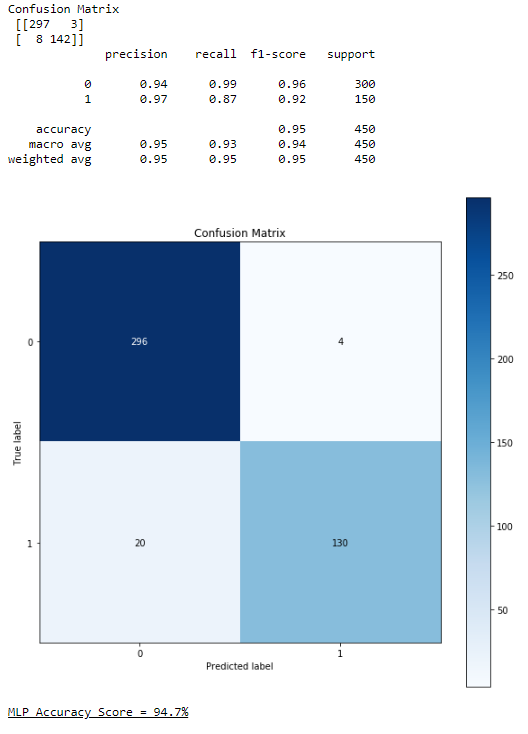 Confusion Matrix
[[297   3]
[  8 142]]
precision    recall  f1-score   support
0       0.94      0.99      0.96       300
1       0.97      0.87      0.92       150
accuracy                           0.95       450
macro avg       0.95      0.93      0.94       450
weighted avg       0.95      0.95      0.95       450
Confusion Matrix
250
200
150
100
50
0
296
4
True label
1
20
130
0
1
Predicted label
MLP Accuracy Score = 94.7%